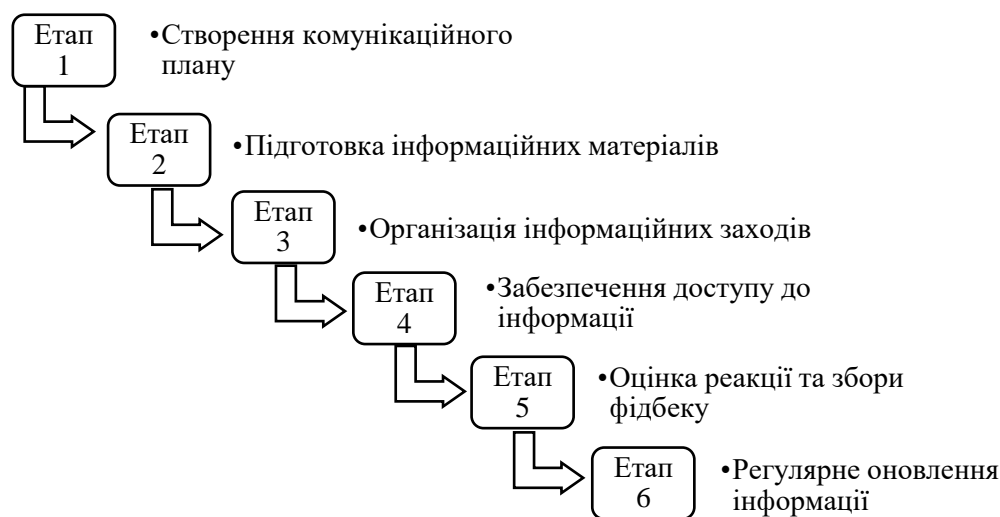 Етап
1
•Створення комунікаційного
плану
Етап
2
•Підготовка інформаційних матеріалів
Етап
3
•Організація інформаційних заходів
Етап
4
•Забезпечення доступу до
інформації
Етап
5
•Оцінка реакції та збори
фідбеку
Етап
6
•Регулярне оновлення
інформації